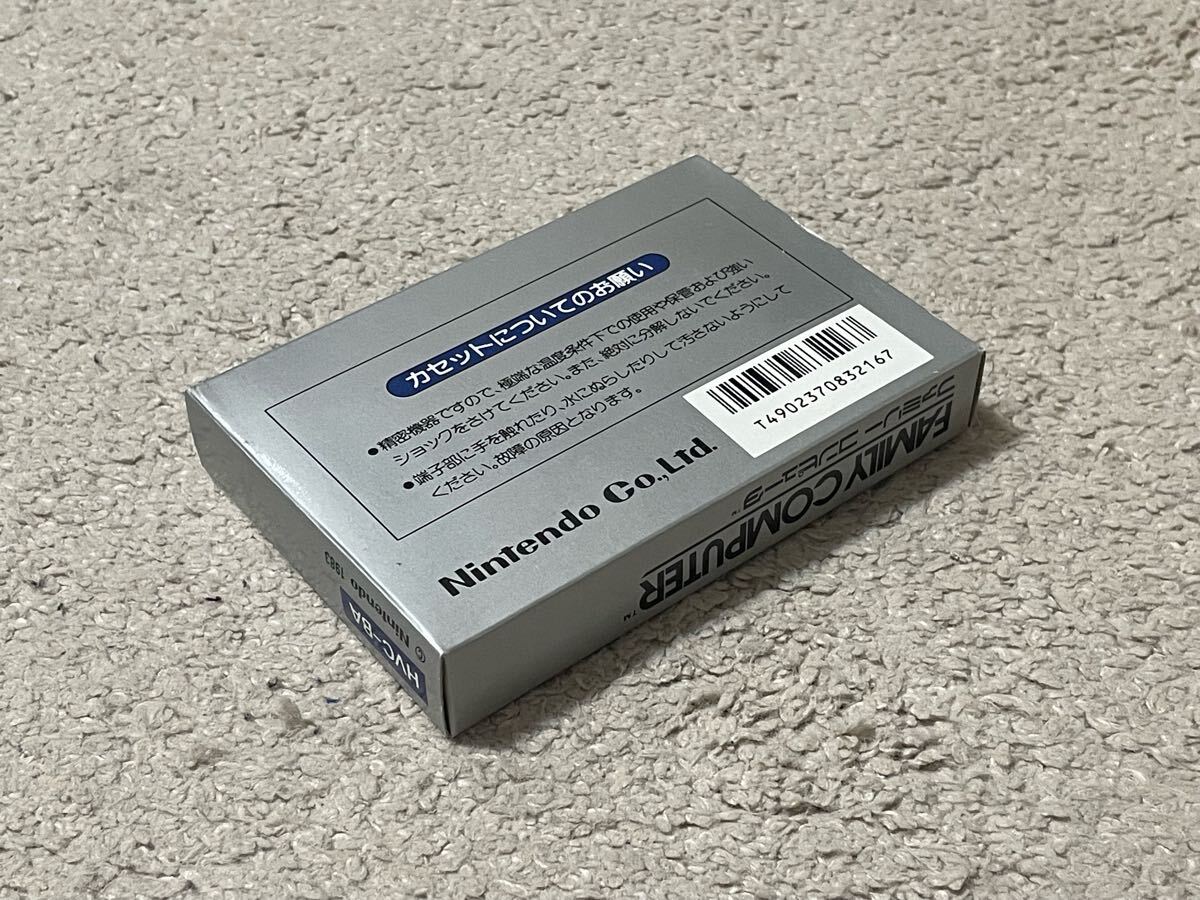 カセットについてのお願い
●精密機器ですので、極端な温度条件下での使用や保管および強い
ショックをさけてください。また、絶対に分解しないでください。
●端子部に手を触れたり、水にぬらしたりして汚さないようにして
ください。故障の原因となります。
Nintendo Co.,Ltd.
T4902370832167
FAMILY COMPUTER™
ファミリーコンピュータ™
© Nintendo 1983
HVC-BA